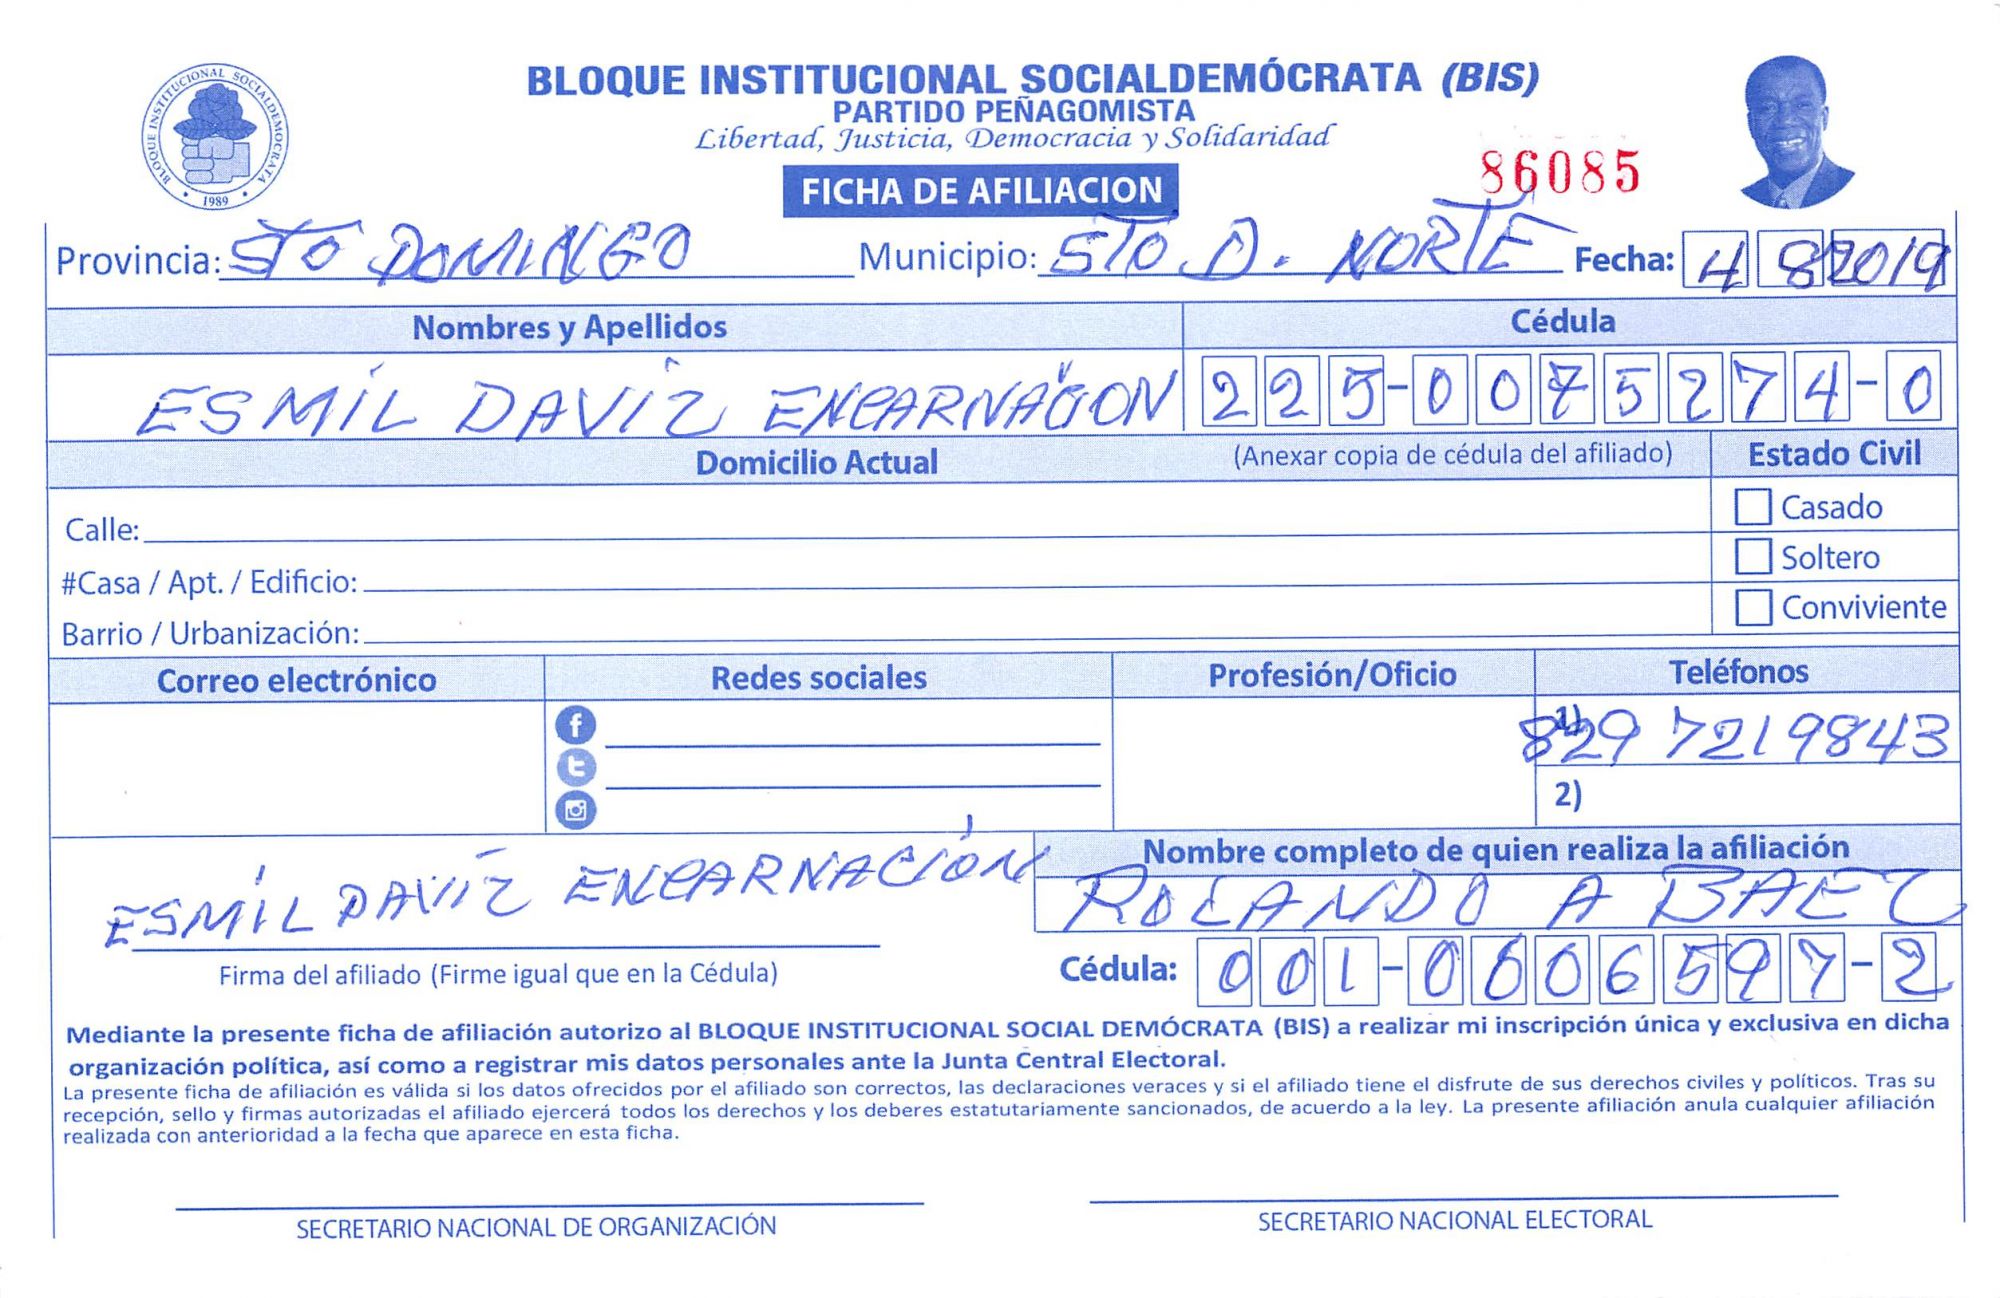 BLOQUE INSTITUCIONAL SOCIALDEMÓCRATA (BIS)
PARTIDO PEÑAGOMISTA
Libertad, Justicia, Democracia y Solidaridad
BLOQUE INSTITUCIONAL SOCIALDEMOCRATA
1989
86085
FICHA DE AFILIACION
Provincia: STO DOMINGO Municipio: STO D. NORTE Fecha: 4 8 2019
Nombres y Apellidos Cédula
ESMIL DAVIZ ENCARNACION 225-0075274-0
Domicilio Actual (Anexar copia de cédula del afiliado) Estado Civil
Calle: Casado
#Casa / Apt. / Edificio: Soltero
Barrio / Urbanización: Conviviente
Correo electrónico Redes sociales Profesión/Oficio Teléfonos
1) 829 7219843
2)
Nombre completo de quien realiza la afiliación
ESMIL DAVIZ ENCARNACIÓN ROLANDO A BAEZ
Firma del afiliado (Firme igual que en la Cédula) Cédula: 001-0606597-2
Mediante la presente ficha de afiliación autorizo al BLOQUE INSTITUCIONAL SOCIAL DEMÓCRATA (BIS) a realizar mi inscripción única y exclusiva en dicha
organización política, así como a registrar mis datos personales ante la Junta Central Electoral.
La presente ficha de afiliación es válida si los datos ofrecidos por el afiliado son correctos, las declaraciones veraces y si el afiliado tiene el disfrute de sus derechos civiles y políticos. Tras su
recepción, sello y firmas autorizadas el afiliado ejercerá todos los derechos y los deberes estatutariamente sancionados, de acuerdo a la ley. La presente afiliación anula cualquier afiliación
realizada con anterioridad a la fecha que aparece en esta ficha.
SECRETARIO NACIONAL DE ORGANIZACIÓN SECRETARIO NACIONAL ELECTORAL